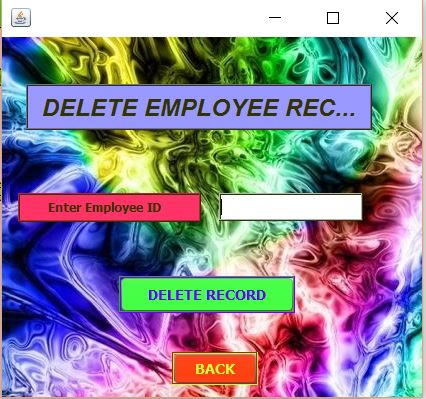 DELETE EMPLOYEE REC...
Enter Employee ID
DELETE RECORD
BACK